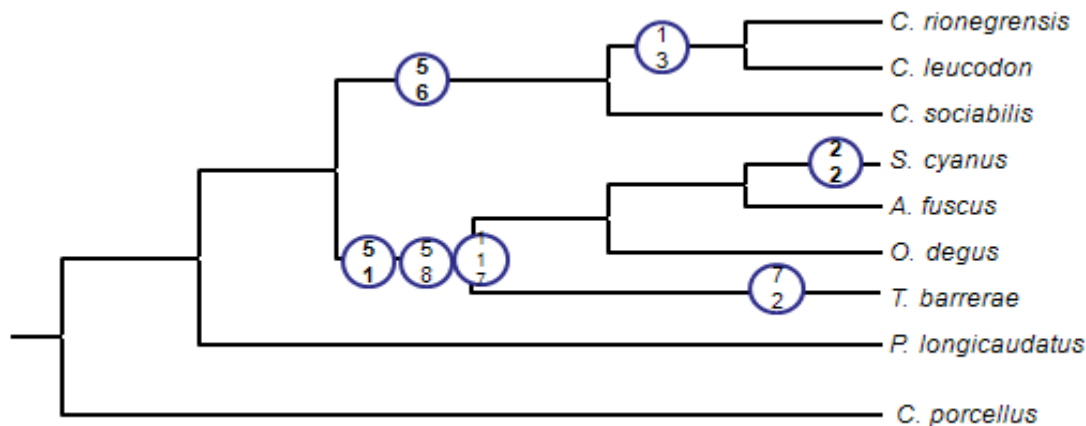 C. rionegrensis
1
3
C. leucodon
5
6
C. sociabilis
2
2
S. cyanus
A. fuscus
5
1
5
8
1
1
7
O. degus
7
2
T. barrerae
P. longicaudatus
C. porcellus